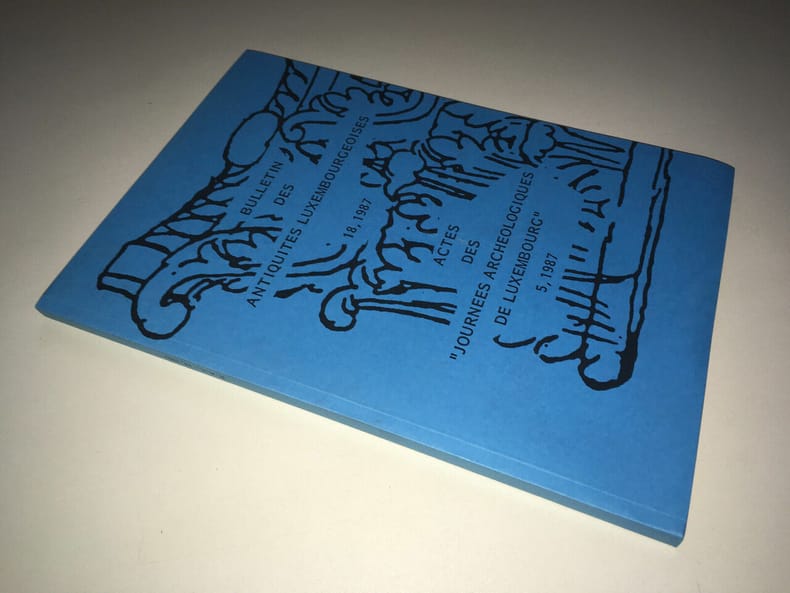 BULLETIN
DES
ANTIQUITES LUXEMBOURGEOISES
18, 1987
ACTES
DES
"JOURNEES ARCHEOLOGIQUES
DE LUXEMBOURG"
5, 1987